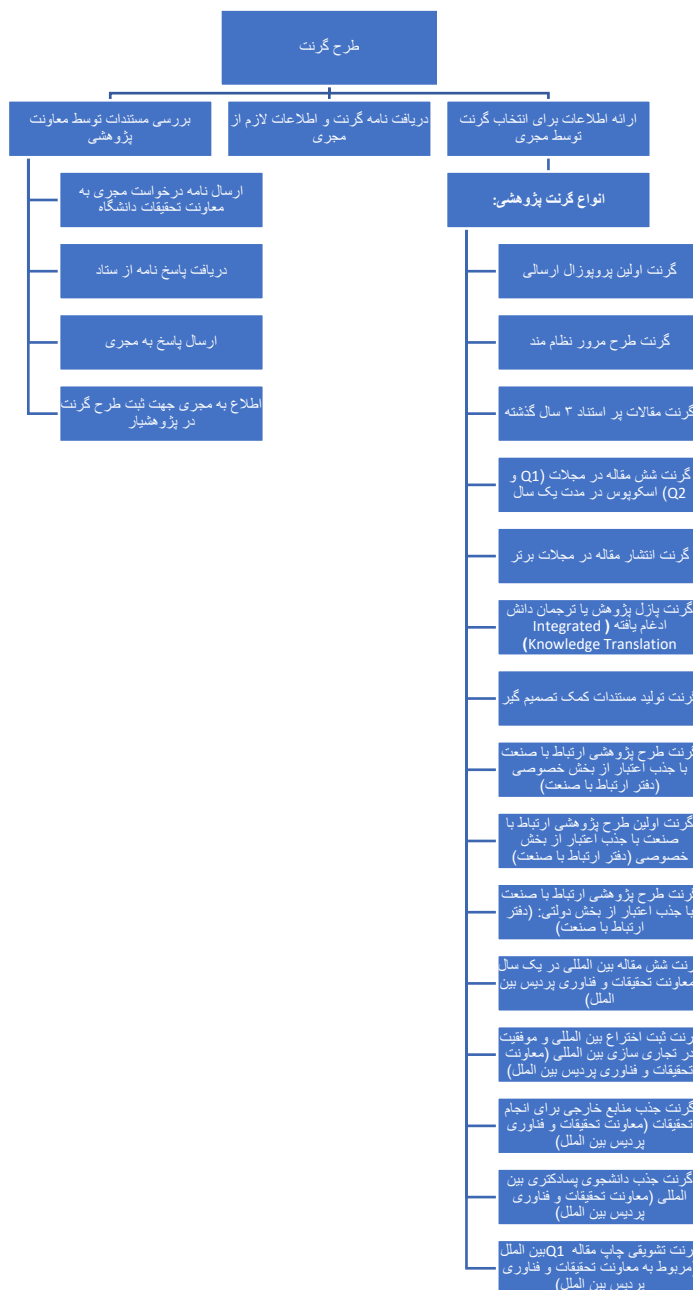 طرح گرنت
ارائه اطلاعات برای انتخاب گرنت
توسط مجری
دریافت نامه گرنت و اطلاعات لازم از
مجری
بررسی مستندات توسط معاونت
پژوهشی
انواع گرنت پژوهشی:
گرنت اولین پروپوزال ارسالی
گرنت طرح مرور نظام مند
گرنت مقالات پر استناد ۳ سال گذشته
گرنت شش مقاله در مجلات (Q1 و
Q2) اسکوپوس در مدت یک سال
گرنت انتشار مقاله در مجلات برتر
گرنت پازل پژوهش یا ترجمان دانش
ادغام یافته (Integrated
Knowledge Translation)
گرنت تولید مستندات کمک تصمیم گیر
گرنت طرح پژوهشی ارتباط با صنعت
با جذب اعتبار از بخش خصوصی
(دفتر ارتباط با صنعت)
گرنت اولین طرح پژوهشی ارتباط با
صنعت با جذب اعتبار از بخش
خصوصی (دفتر ارتباط با صنعت)
گرنت طرح پژوهشی ارتباط با صنعت
با جذب اعتبار از بخش دولتی: (دفتر
ارتباط با صنعت)
گرنت شش مقاله بین المللی در یک سال
معاونت تحقیقات و فناوری پردیس بین
الملل)
گرنت ثبت اختراع بین المللی و موفقیت
در تجاری سازی بین المللی (معاونت
تحقیقات و فناوری پردیس بین الملل)
گرنت جذب منابع خارجی برای انجام
تحقیقات (معاونت تحقیقات و فناوری
پردیس بین الملل)
گرنت جذب دانشجوی پسادکتری بین
المللی (معاونت تحقیقات و فناوری
پردیس بین الملل)
گرنت تشویقی چاپ مقاله Q1بین الملل
مربوط به معاونت تحقیقات و فناوری
پردیس بین الملل)
ارسال نامه درخواست مجری به
معاونت تحقیقات دانشگاه
دریافت پاسخ نامه از ستاد
ارسال پاسخ به مجری
اطلاع به مجری جهت ثبت طرح گرنت
در پژوهشیار